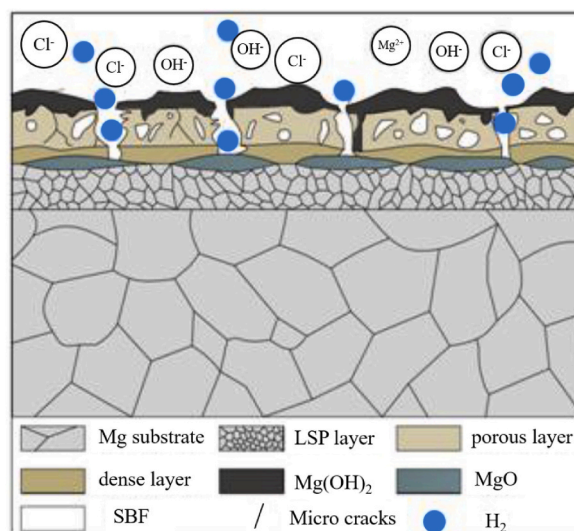 Cl⁻ Cl⁻ OH⁻ OH⁻ Cl⁻ Mg²⁺ OH⁻ Cl⁻
Mg substrate LSP layer porous layer
dense layer Mg(OH)₂ MgO
SBF Micro cracks H₂